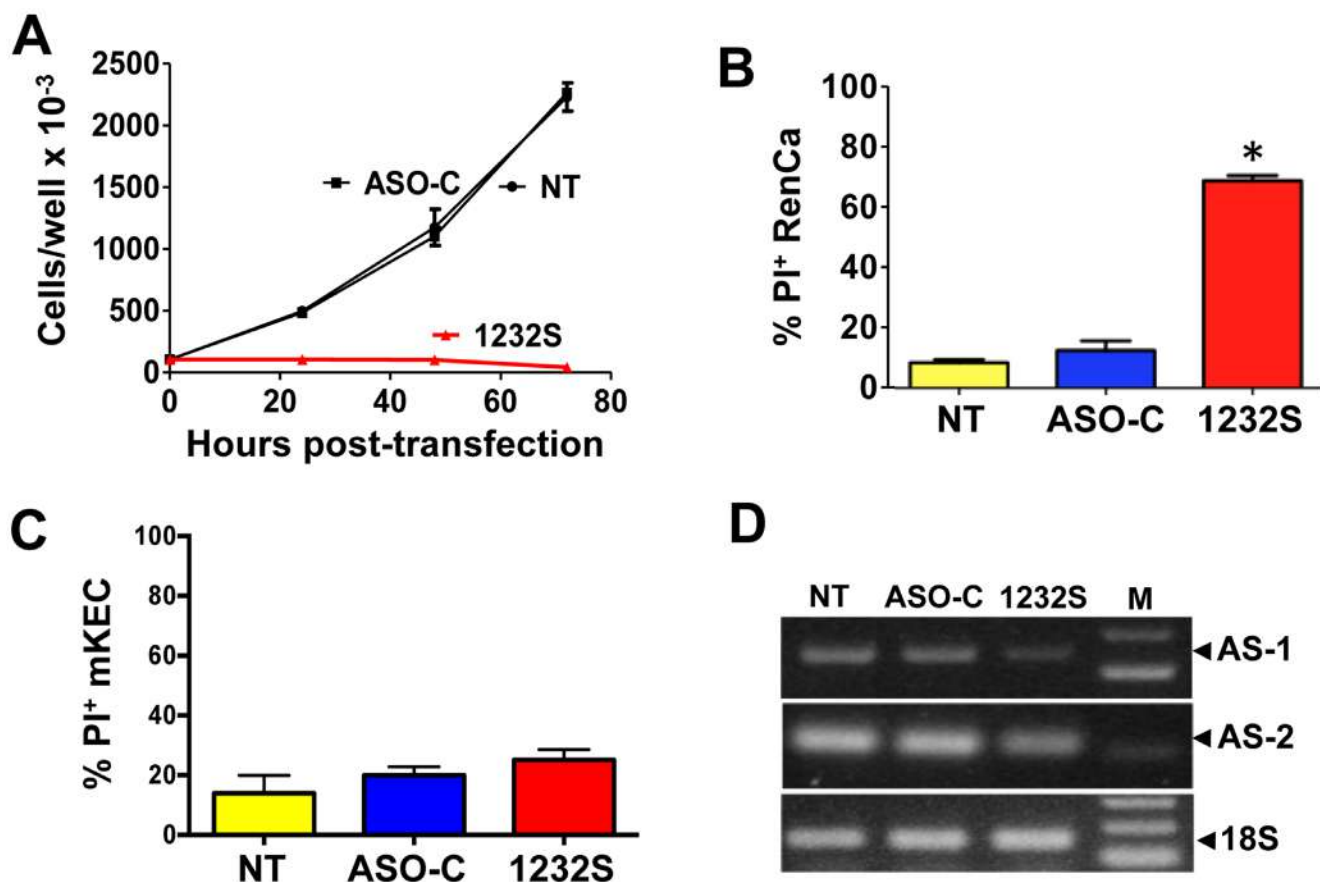 A
Cells/well x 10⁻³
2500
2000
1500
1000
500
0
ASO-C
NT
1232S
0 20 40 60 80
Hours post-transfection
B
% PI⁺ RenCa
100
80
60
40
20
0
*
NT ASO-C 1232S
C
% PI⁺ mKEC
100
80
60
40
20
0
NT ASO-C 1232S
D
NT ASO-C 1232S M
AS-1
AS-2
18S